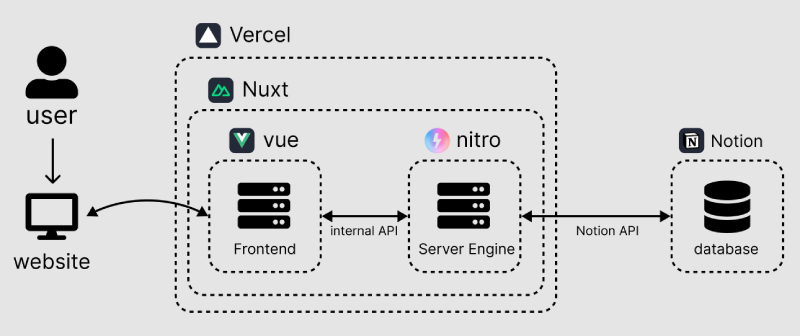 Vercel
Nuxt
user
vue
nitro
Notion
internal API
Notion API
Frontend
Server Engine
database
website